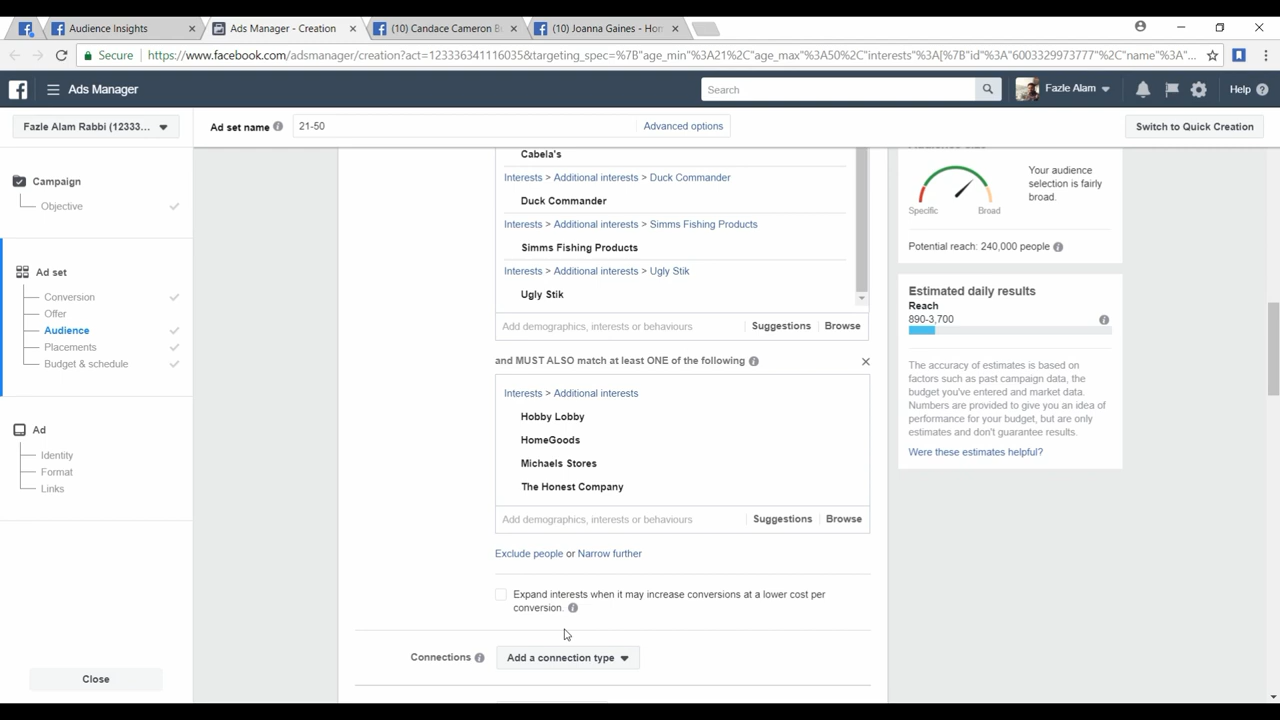 Audience Insights
Ads Manager - Creation
(10) Candace Cameron B
(10) Joanna Gaines - Hom
Secure
https://www.facebook.com/adsmanager/creation?act=1233363411116035&targeting_spec=%7B"age_min"%3A21%2C"age_max"%3A50%2C"interests"%3A[%7B"id"%3A"6003329973777"%2C"name"%3A"...
Ads Manager
Search
Fazle Alam
Help
Fazle Alam Rabbi (12333...
Ad set name
21-50
Advanced options
Switch to Quick Creation
Campaign
Objective
Ad set
Conversion
Offer
Audience
Placements
Budget & schedule
Ad
Identity
Format
Links
Close
Cabela's
Interests > Additional interests > Duck Commander
Duck Commander
Interests > Additional interests > Simms Fishing Products
Simms Fishing Products
Interests > Additional interests > Ugly Stik
Ugly Stik
Add demographics, interests or behaviours
Suggestions
Browse
and MUST ALSO match at least ONE of the following
Interests > Additional interests
Hobby Lobby
HomeGoods
Michaels Stores
The Honest Company
Add demographics, interests or behaviours
Suggestions
Browse
Exclude people or Narrow further
Expand interests when it may increase conversions at a lower cost per
conversion.
Connections
Add a connection type
Specific
Broad
Your audience
selection is fairly
broad.
Potential reach: 240,000 people
Estimated daily results
Reach
890-3,700
The accuracy of estimates is based on
factors such as past campaign data, the
budget you've entered and market data.
Numbers are provided to give you an idea of
performance for your budget, but are only
estimates and don't guarantee results.
Were these estimates helpful?